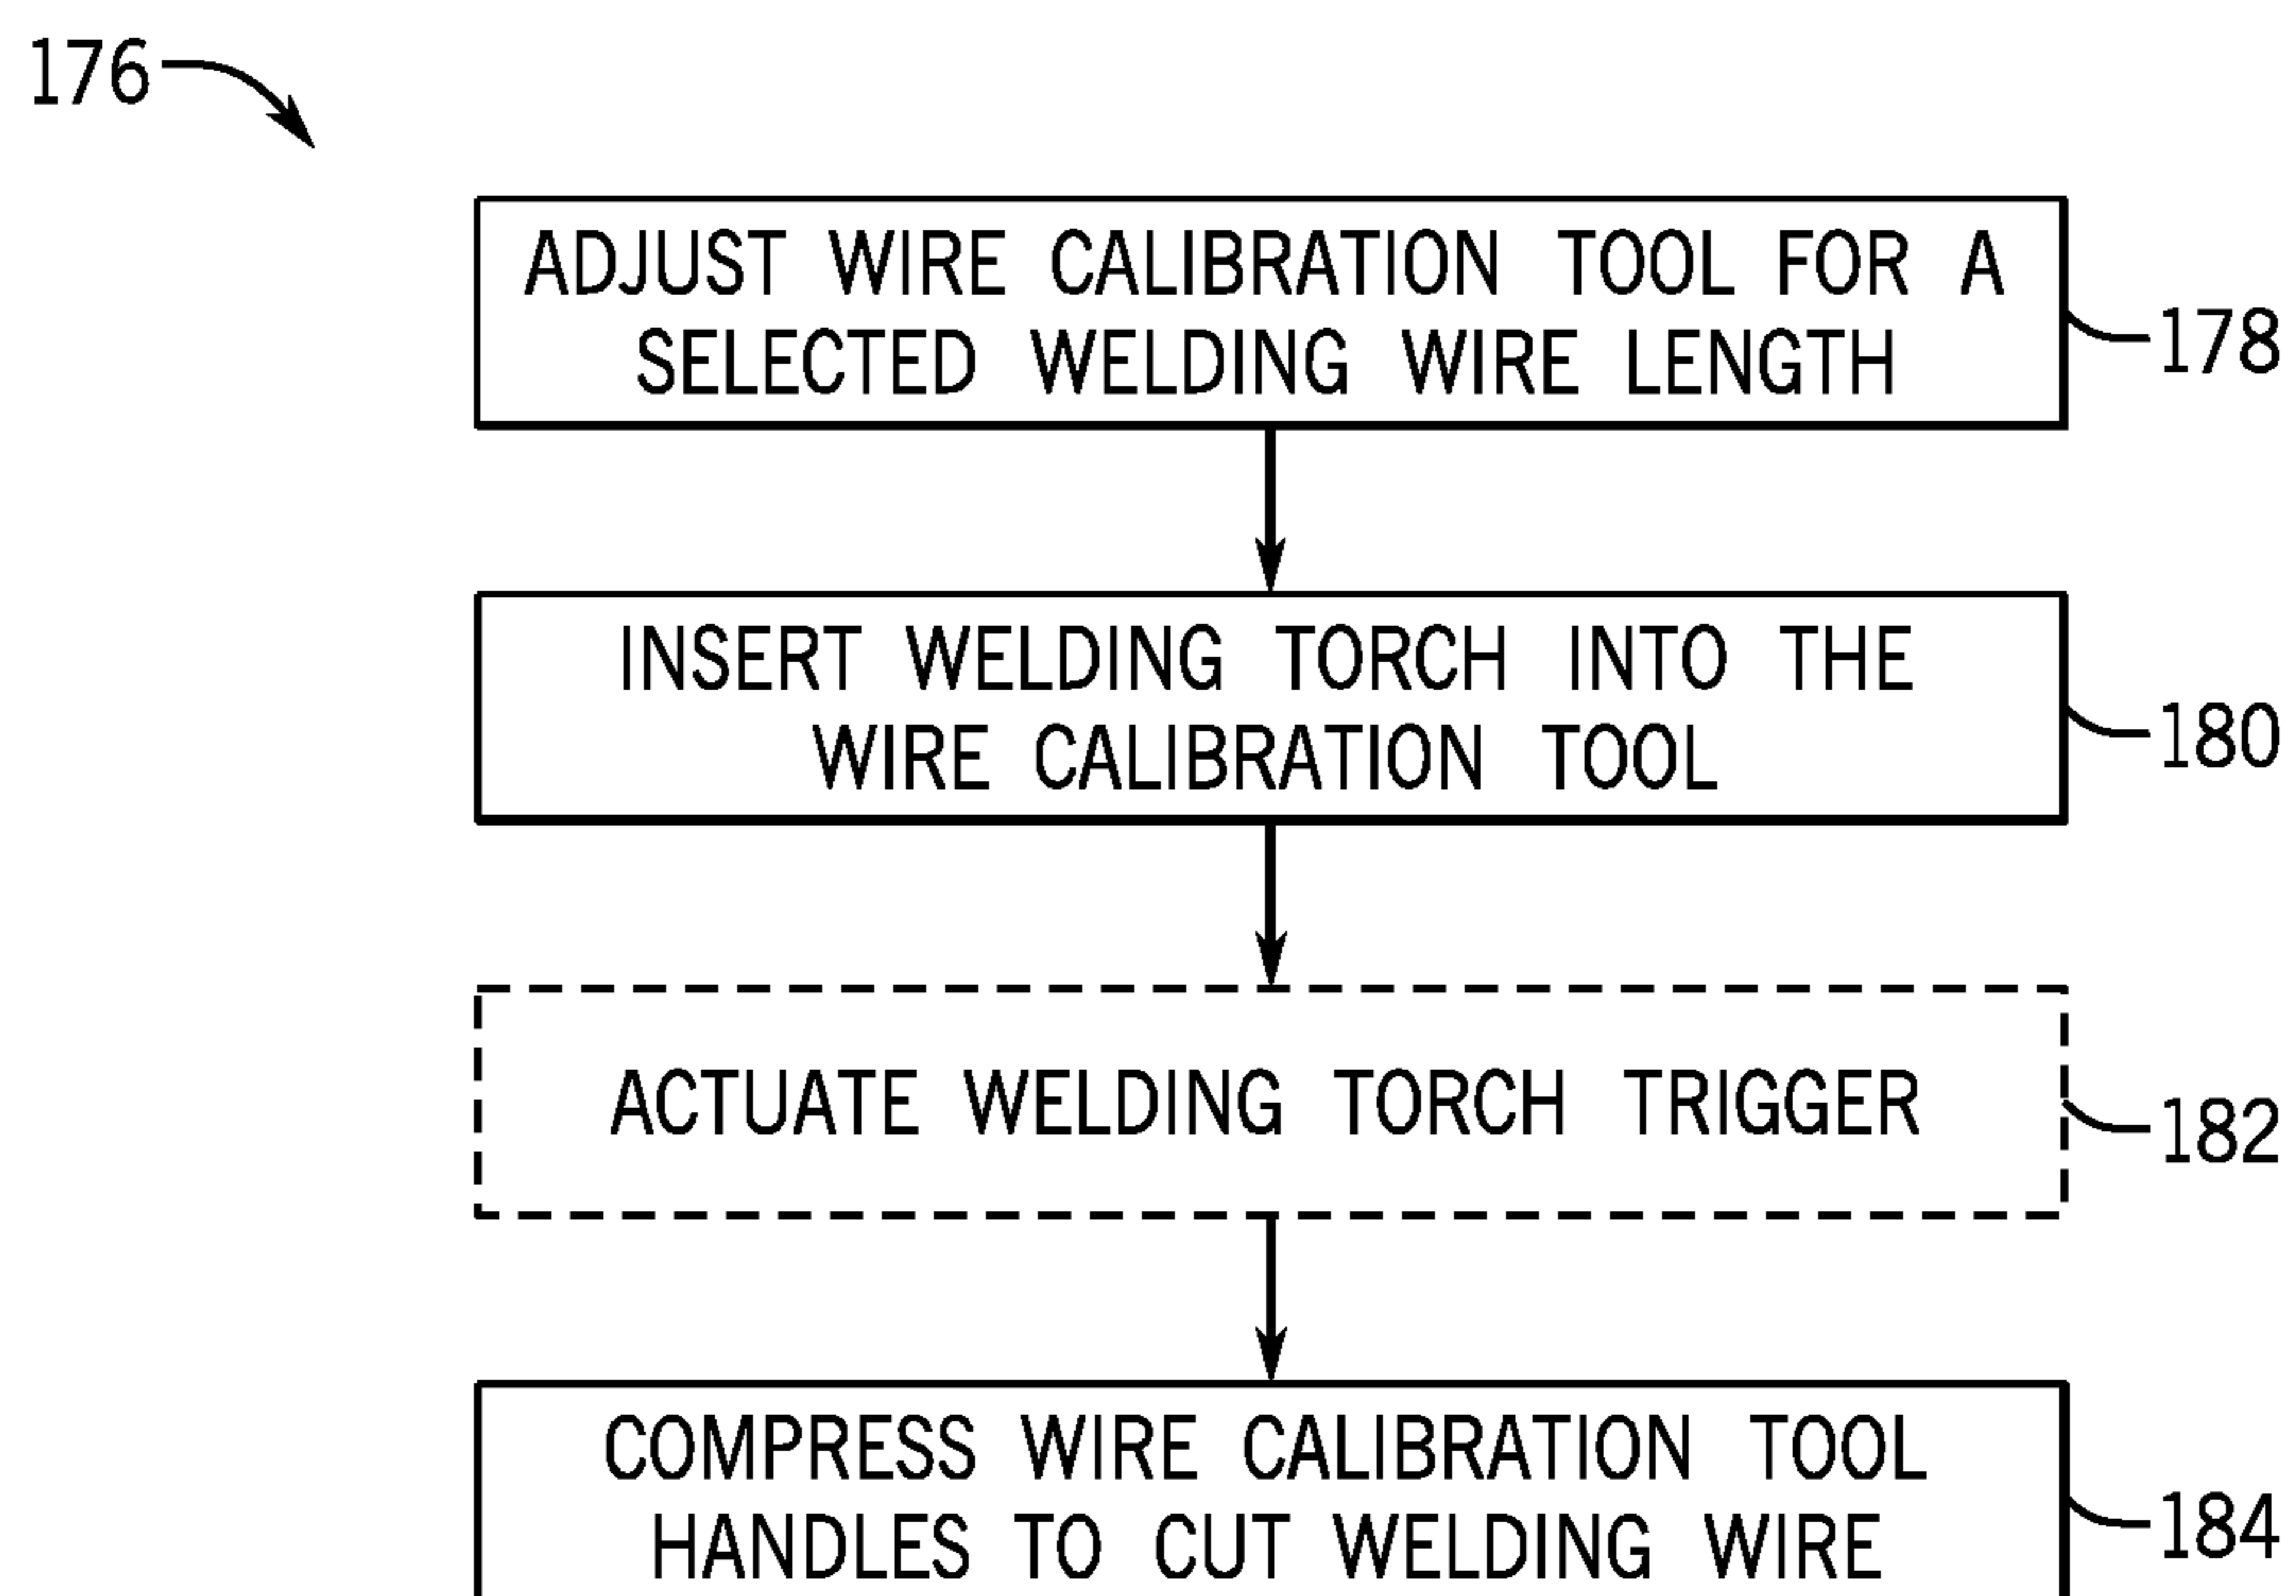 176
ADJUST WIRE CALIBRATION TOOL FOR A
SELECTED WELDING WIRE LENGTH
178
INSERT WELDING TORCH INTO THE
WIRE CALIBRATION TOOL
180
ACTUATE WELDING TORCH TRIGGER
182
COMPRESS WIRE CALIBRATION TOOL
HANDLES TO CUT WELDING WIRE
184